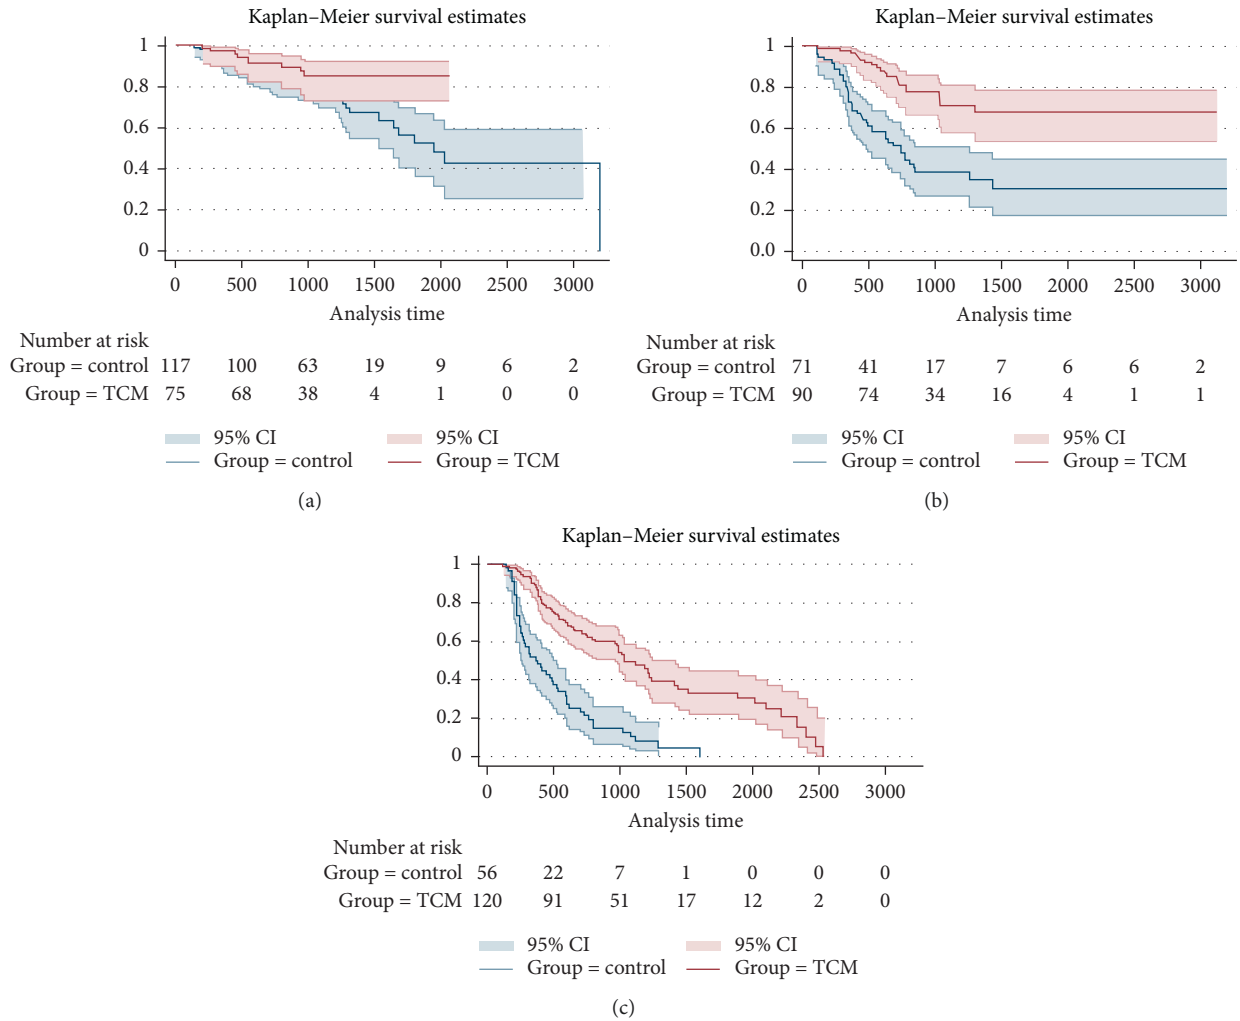 Kaplan–Meier survival estimates
1
0.8
0.6
0.4
0.2
0
0 500 1000 1500 2000 2500 3000
Analysis time
Number at risk
Group = control 117 100 63 19 9 6 2
Group = TCM 75 68 38 4 1 0 0
95% CI 95% CI
Group = control Group = TCM
(a)
Kaplan–Meier survival estimates
1
0.8
0.6
0.4
0.2
0.0
0 500 1000 1500 2000 2500 3000
Analysis time
Number at risk
Group = control 71 41 17 7 6 6 2
Group = TCM 90 74 34 16 4 1 1
95% CI 95% CI
Group = control Group = TCM
(b)
Kaplan–Meier survival estimates
1
0.8
0.6
0.4
0.2
0
0 500 1000 1500 2000 2500 3000
Analysis time
Number at risk
Group = control 56 22 7 1 0 0 0
Group = TCM 120 91 51 17 12 2 0
95% CI 95% CI
Group = control Group = TCM
(c)